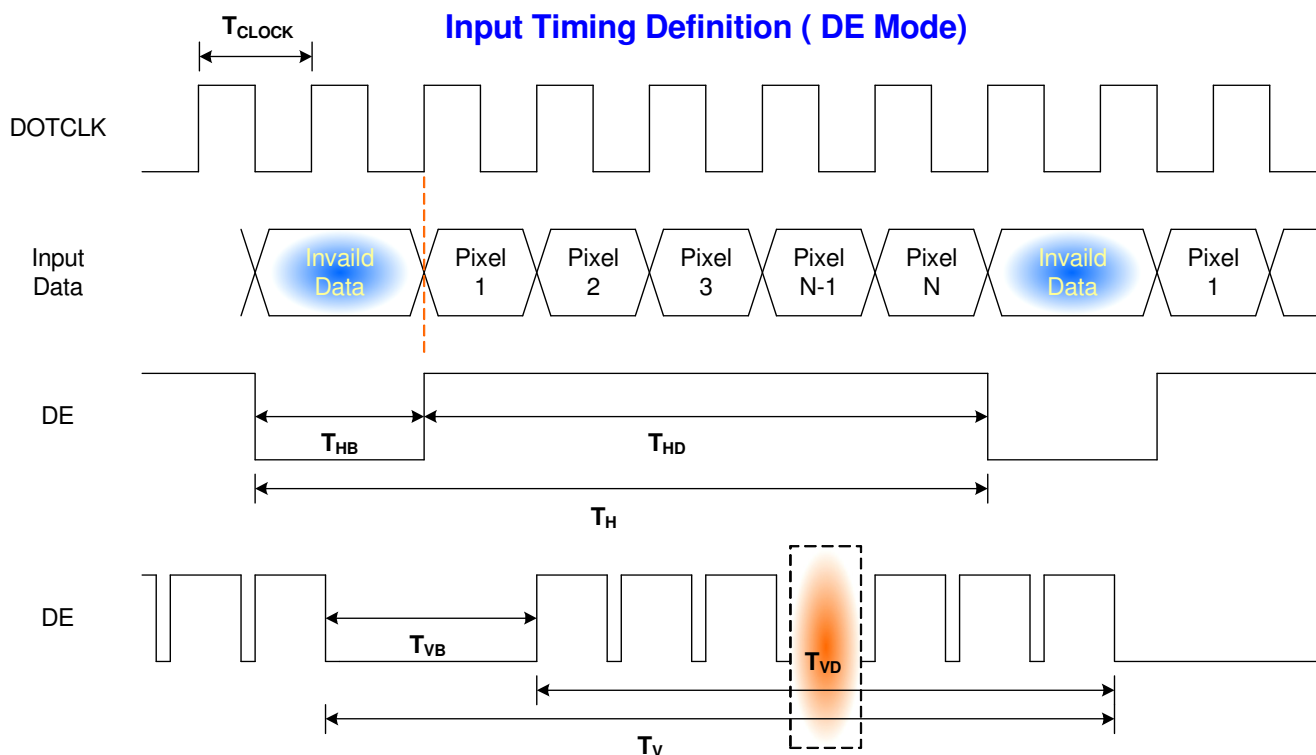 Input Timing Definition ( DE Mode)
TCLOCK
DOTCLK
Input
Data
Invaild
Data
Pixel
1
Pixel
2
Pixel
3
Pixel
N-1
Pixel
N
Invaild
Data
Pixel
1
DE
THB
THD
TH
DE
TVB
TVD
TV